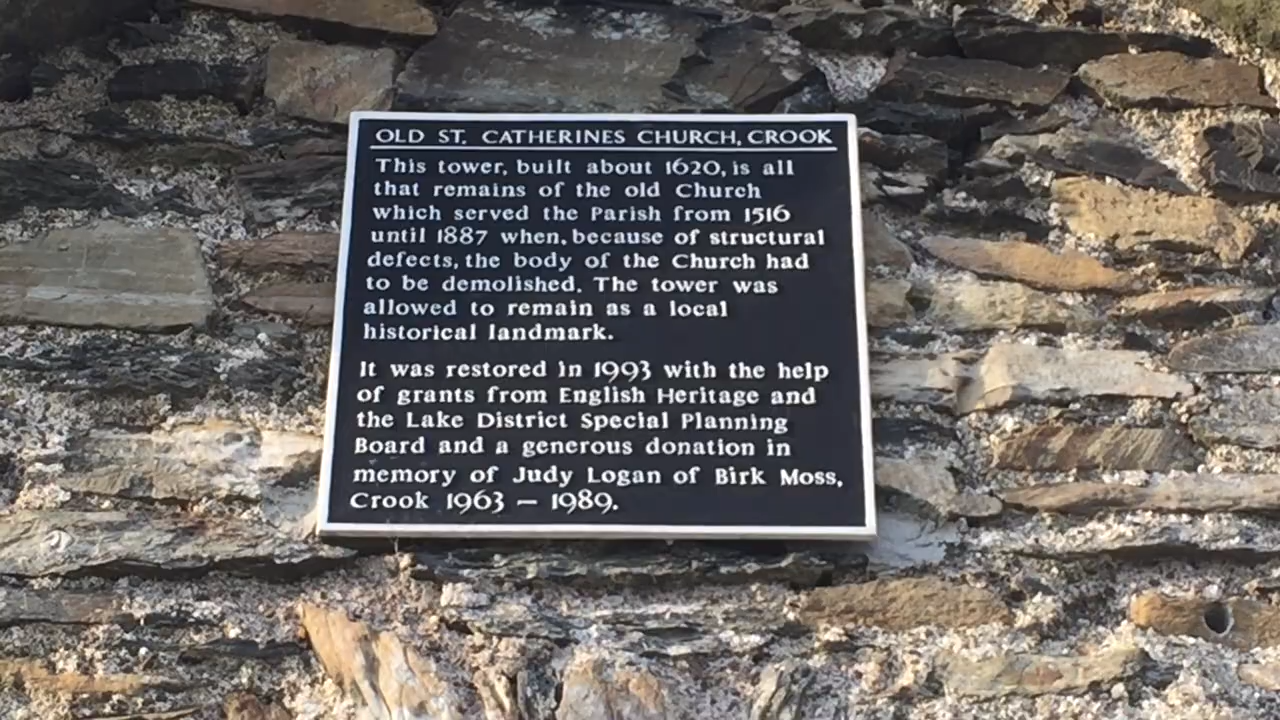 OLD ST. CATHERINES CHURCH, CROOK
This tower, built about 1620, is all
that remains of the old Church
which served the Parish from 1516
until 1887 when, because of structural
defects, the body of the Church had
to be demolished. The tower was
allowed to remain as a local
historical landmark.
It was restored in 1993 with the help
of grants from English Heritage and
the Lake District Special Planning
Board and a generous donation in
memory of Judy Logan of Birk Moss,
Crook 1963 – 1989.